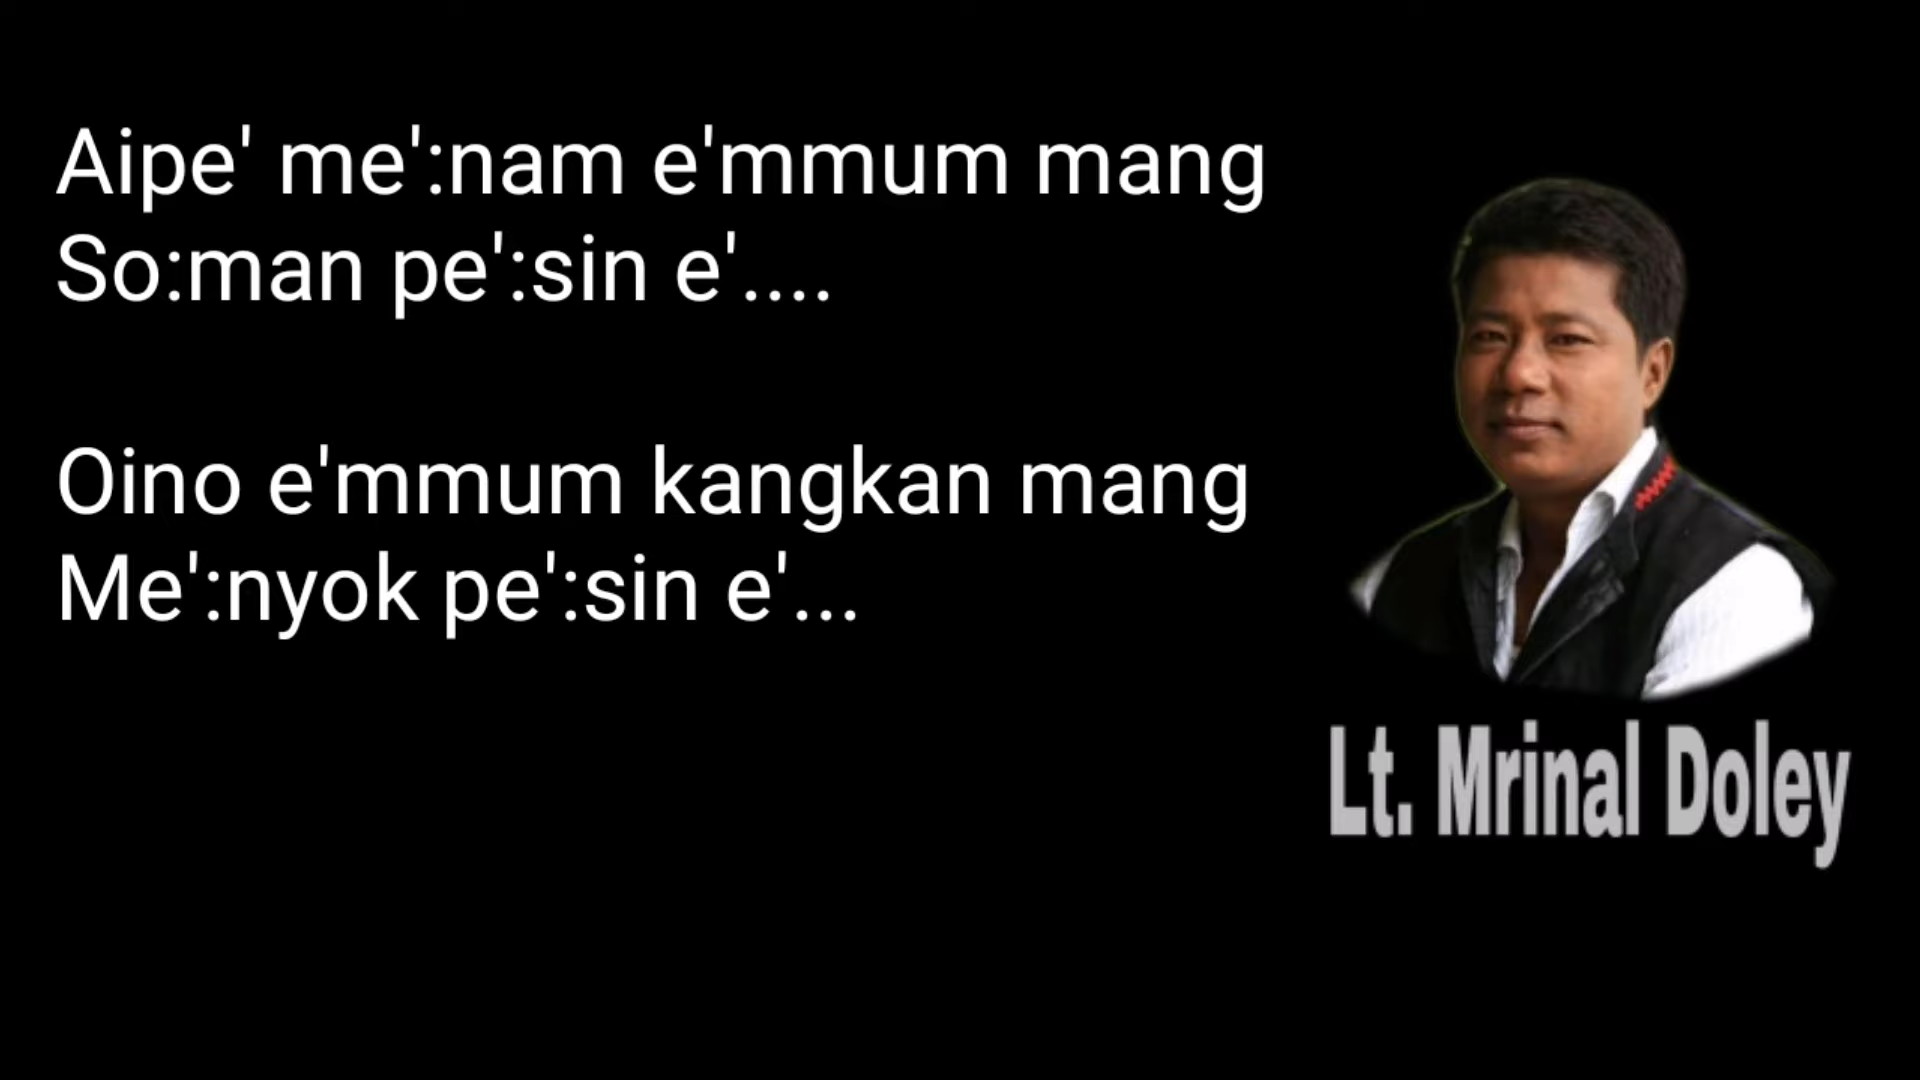 Aipe' me':nam e'mmum mang
So:man pe':sin e'....
Oino e'mmum kangkan mang
Me':nyok pe':sin e'...
Lt. Mrinal Doley